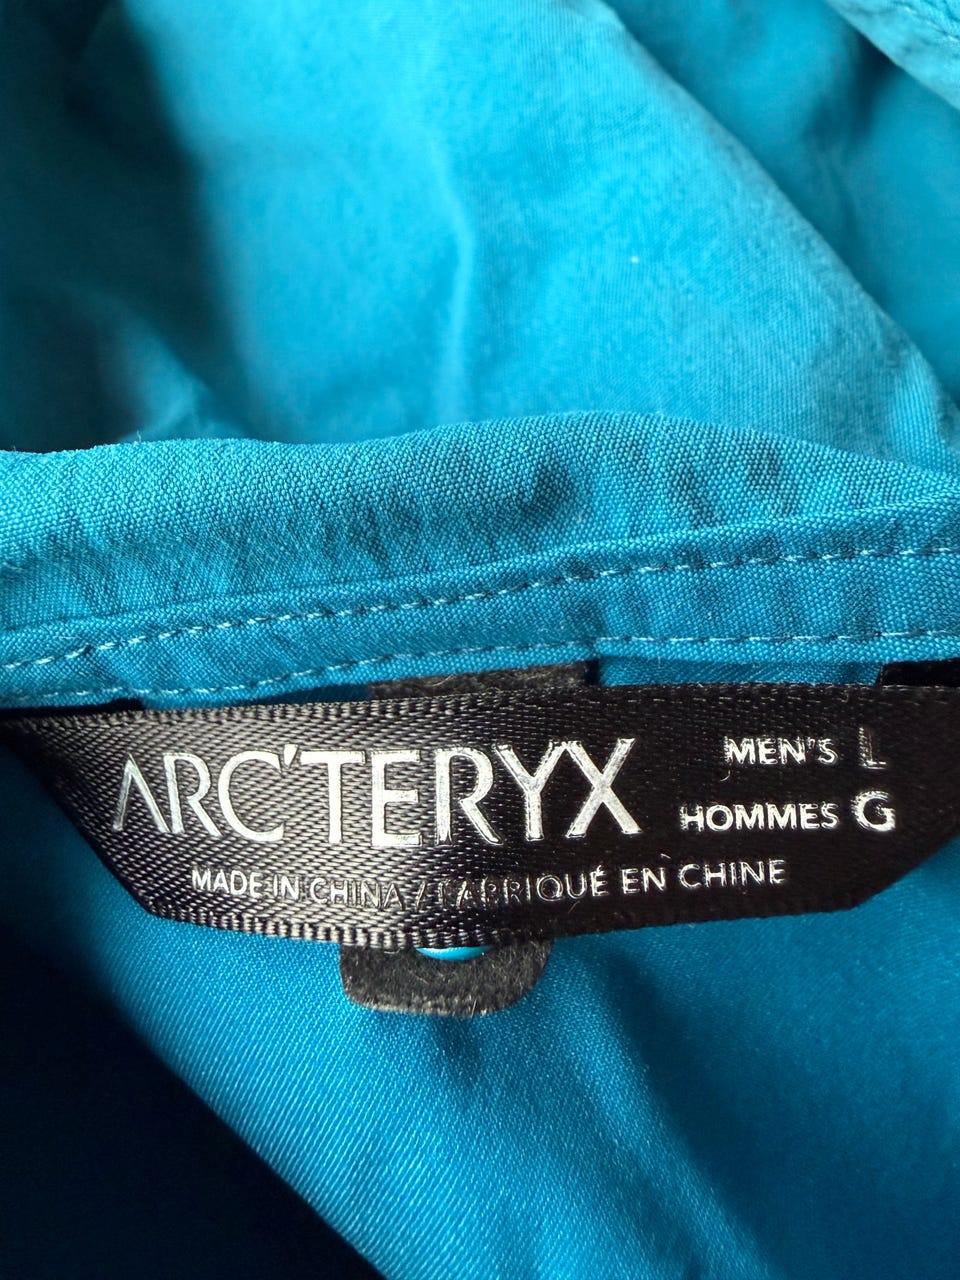 ARC'TERYX
MEN'S L
HOMMES G
MADE IN CHINA / FABRIQUÉ EN CHINE